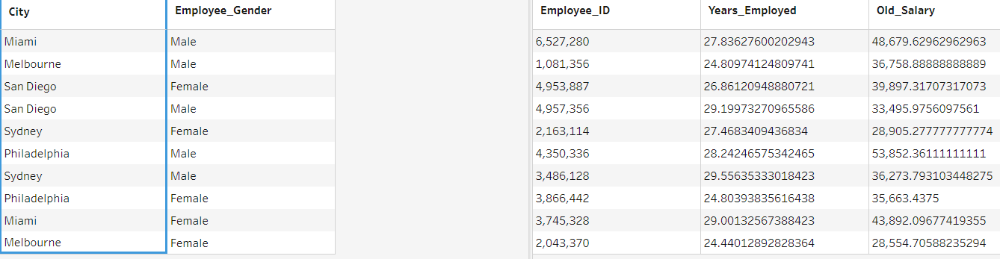 City Employee_Gender Employee_ID Years_Employed Old_Salary
Miami Male 6,527,280 27.83627600202943 48,679.62962962963
Melbourne Male 1,081,356 24.80974124809741 36,758.88888888889
San Diego Female 4,953,887 26.86120948880721 39,897.31707317073
San Diego Male 4,957,356 29.19973270965586 33,495.9756097561
Sydney Female 2,163,114 27.4683409436834 28,905.277777777774
Philadelphia Male 4,350,336 28.24246575342465 53,852.36111111111
Sydney Male 3,486,128 29.55635333018423 36,273.793103448275
Philadelphia Female 3,866,442 24.80393835616438 35,663.4375
Miami Female 3,745,328 29.00132567388423 43,892.09677419355
Melbourne Female 2,043,370 24.44012892828364 28,554.70588235294